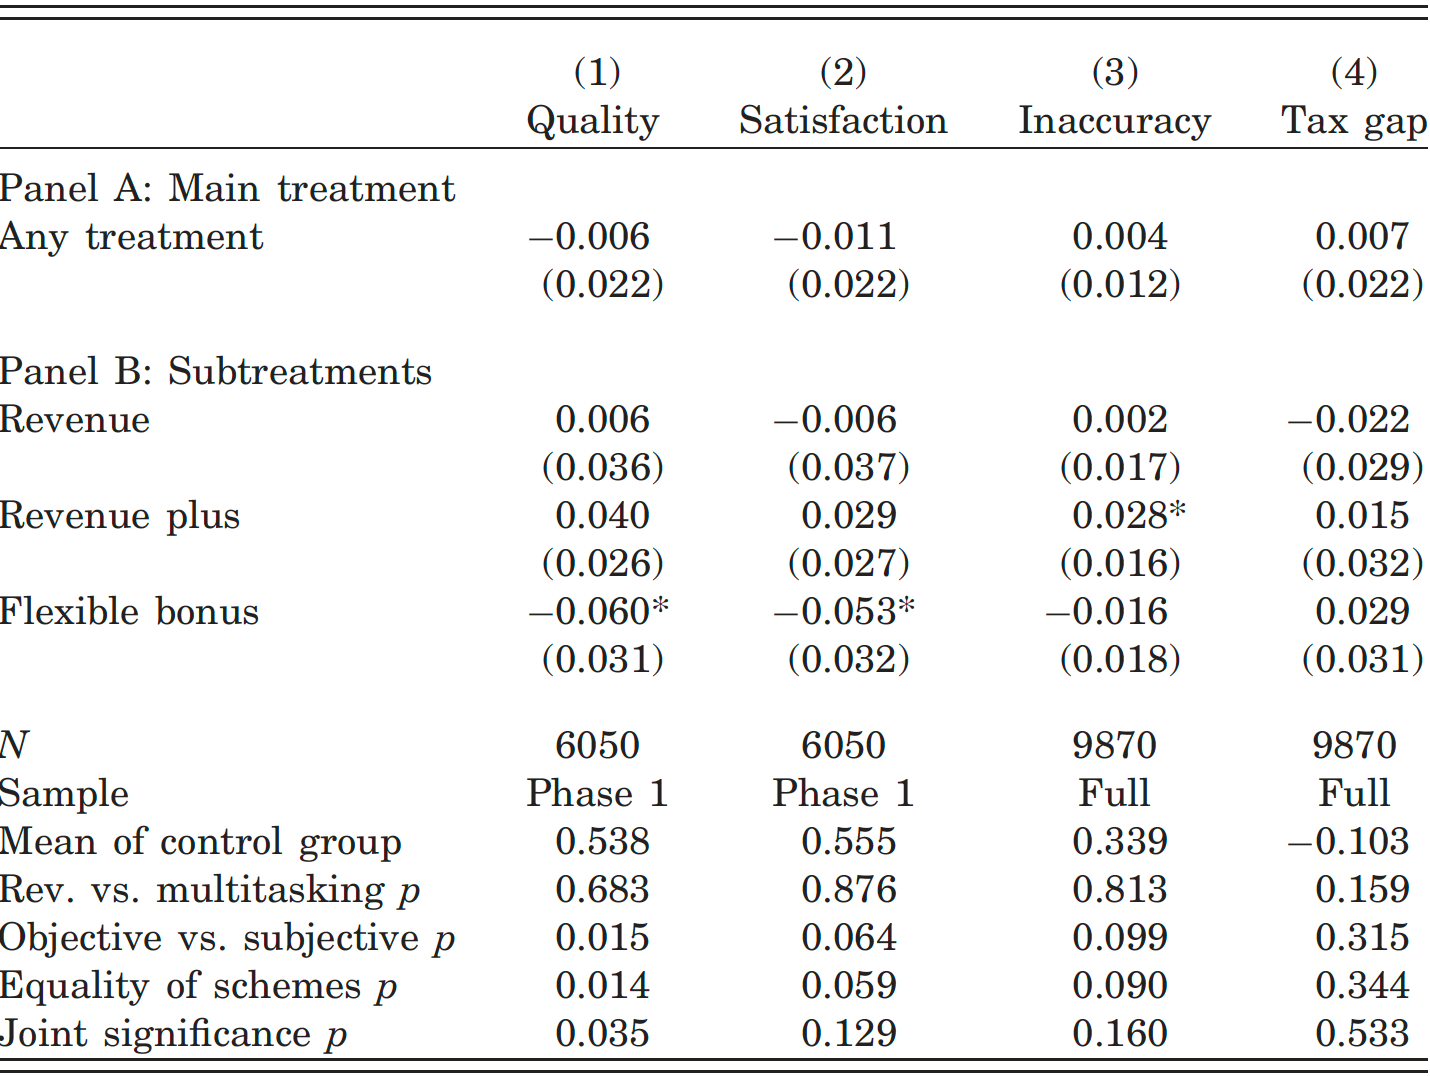 (1) (2) (3) (4)
Quality Satisfaction Inaccuracy Tax gap
Panel A: Main treatment
Any treatment −0.006 −0.011 0.004 0.007
(0.022) (0.022) (0.012) (0.022)
Panel B: Subtreatments
Revenue 0.006 −0.006 0.002 −0.022
(0.036) (0.037) (0.017) (0.029)
Revenue plus 0.040 0.029 0.028* 0.015
(0.026) (0.027) (0.016) (0.032)
Flexible bonus −0.060* −0.053* −0.016 0.029
(0.031) (0.032) (0.018) (0.031)
N 6050 6050 9870 9870
Sample Phase 1 Phase 1 Full Full
Mean of control group 0.538 0.555 0.339 −0.103
Rev. vs. multitasking p 0.683 0.876 0.813 0.159
Objective vs. subjective p 0.015 0.064 0.099 0.315
Equality of schemes p 0.014 0.059 0.090 0.344
Joint significance p 0.035 0.129 0.160 0.533